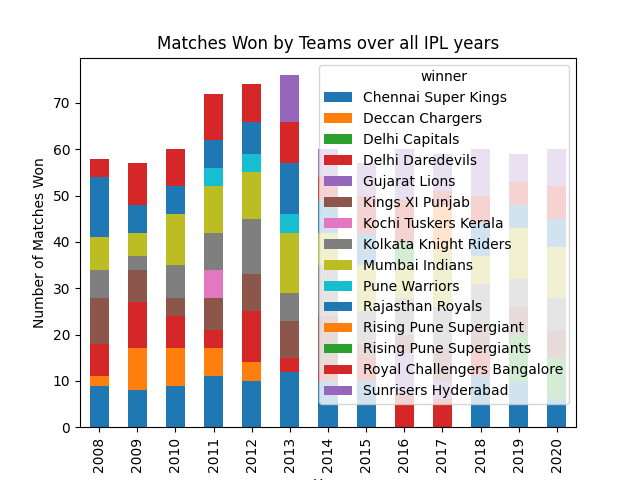 Matches Won by Teams over all IPL years
Number of Matches Won
70
60
50
40
30
20
10
0
winner
Chennai Super Kings
Deccan Chargers
Delhi Capitals
Delhi Daredevils
Gujarat Lions
Kings XI Punjab
Kochi Tuskers Kerala
Kolkata Knight Riders
Mumbai Indians
Pune Warriors
Rajasthan Royals
Rising Pune Supergiant
Rising Pune Supergiants
Royal Challengers Bangalore
Sunrisers Hyderabad
2008
2009
2010
2011
2012
2013
2014
2015
2016
2017
2018
2019
2020